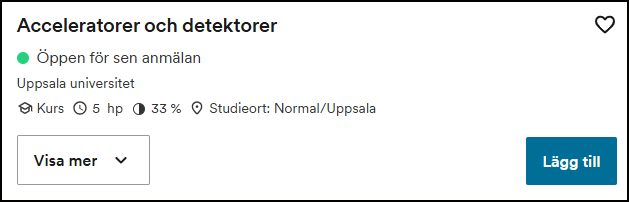 Acceleratorer och detektorer
Öppen för sen anmälan
Uppsala universitet
Kurs 5 hp 33 % Studieort: Normal/Uppsala
Visa mer
Lägg till